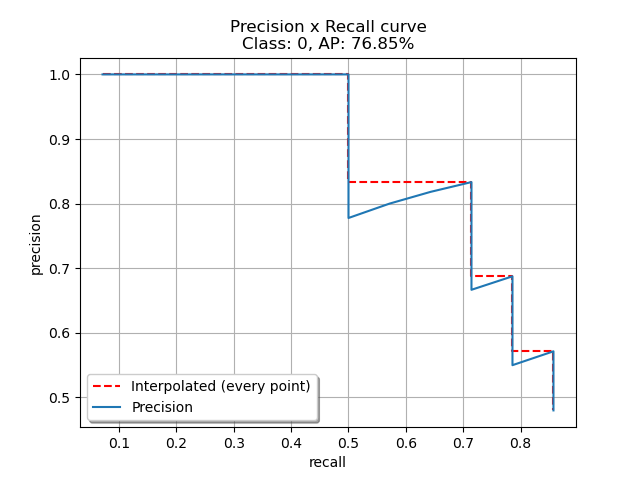 Precision x Recall curve
Class: 0, AP: 76.85%
precision
1.0
0.9
0.8
0.7
0.6
0.5
Interpolated (every point)
Precision
0.1 0.2 0.3 0.4 0.5 0.6 0.7 0.8
recall